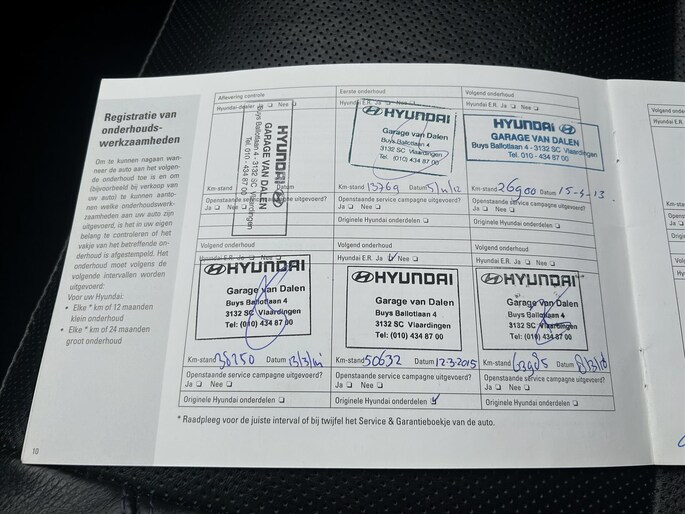 Registratie van
onderhouds-
werkzaamheden
Om te kunnen nagaan wan-
neer de auto aan het volgen-
de onderhoud toe is en om
(bijvoorbeeld bij verkoop van
uw auto) te kunnen aanto-
nen welke onderhoudswerk-
zaamheden aan uw auto zijn
uitgevoerd, is het in uw eigen
belang te controleren of het
vakje van het betreffende on-
derhoud is afgestempeld. Het
onderhoud moet volgens de
volgende intervallen worden
uitgevoerd:
Voor uw Hyundai:
• Elke * km of 12 maanden
klein onderhoud
• Elke * km of 24 maanden
groot onderhoud
10
Aflevering controle
Hyundai dealer Ja Nee
HYUNDAI
GARAGE VAN DALEN
Buys Ballotlaan 4 - 3132 SC Vlaardingen
Tel. 010 - 434 87 00
Km-stand Datum
Openstaande service campagne uitgevoerd?
Ja Nee
Eerste onderhoud
Hyundai E.R. Ja Nee
HYUNDAI
Garage van Dalen
Buys Ballotlaan 4
3132 SC Vlaardingen
Tel: (010) 434 87 00
Km-stand 13769 Datum
Openstaande service campagne uitgevoerd?
Ja Nee
Originele Hyundai onderdelen
Volgend onderhoud
Hyundai E.R. Ja Nee
HYUNDAI
GARAGE VAN DALEN
Buys Ballotlaan 4 - 3132 SC Vlaardingen
Tel. 010 - 434 87 00
Km-stand 26900 Datum 15-4-13
Openstaande service campagne uitgevoerd?
Ja Nee
Originele Hyundai onderdelen
Volgend onderhoud
Hyundai E.R. Ja Nee
HYUNDAI
Garage van Dalen
Buys Ballotlaan 4
3132 SC Vlaardingen
Tel: (010) 434 87 00
Km-stand 38250 Datum
Openstaande service campagne uitgevoerd?
Ja Nee
Originele Hyundai onderdelen
Volgend onderhoud
Hyundai E.R. Ja Nee
HYUNDAI
Garage van Dalen
Buys Ballotlaan 4
3132 SC Vlaardingen
Tel: (010) 434 87 00
Km-stand 50632 Datum 12-3-2015
Openstaande service campagne uitgevoerd?
Ja Nee
Originele Hyundai onderdelen
Volgend onderhoud
Hyundai E.R. Ja Nee
HYUNDAI
Garage van Dalen
Buys Ballotlaan 4
3132 SC Vlaardingen
Tel: (010) 434 87 00
Km-stand 63985 Datum
Openstaande service campagne uitgevoerd?
Ja Nee
Originele Hyundai onderdelen
* Raadpleeg voor de juiste interval of bij twijfel het Service & Garantieboekje van de auto.